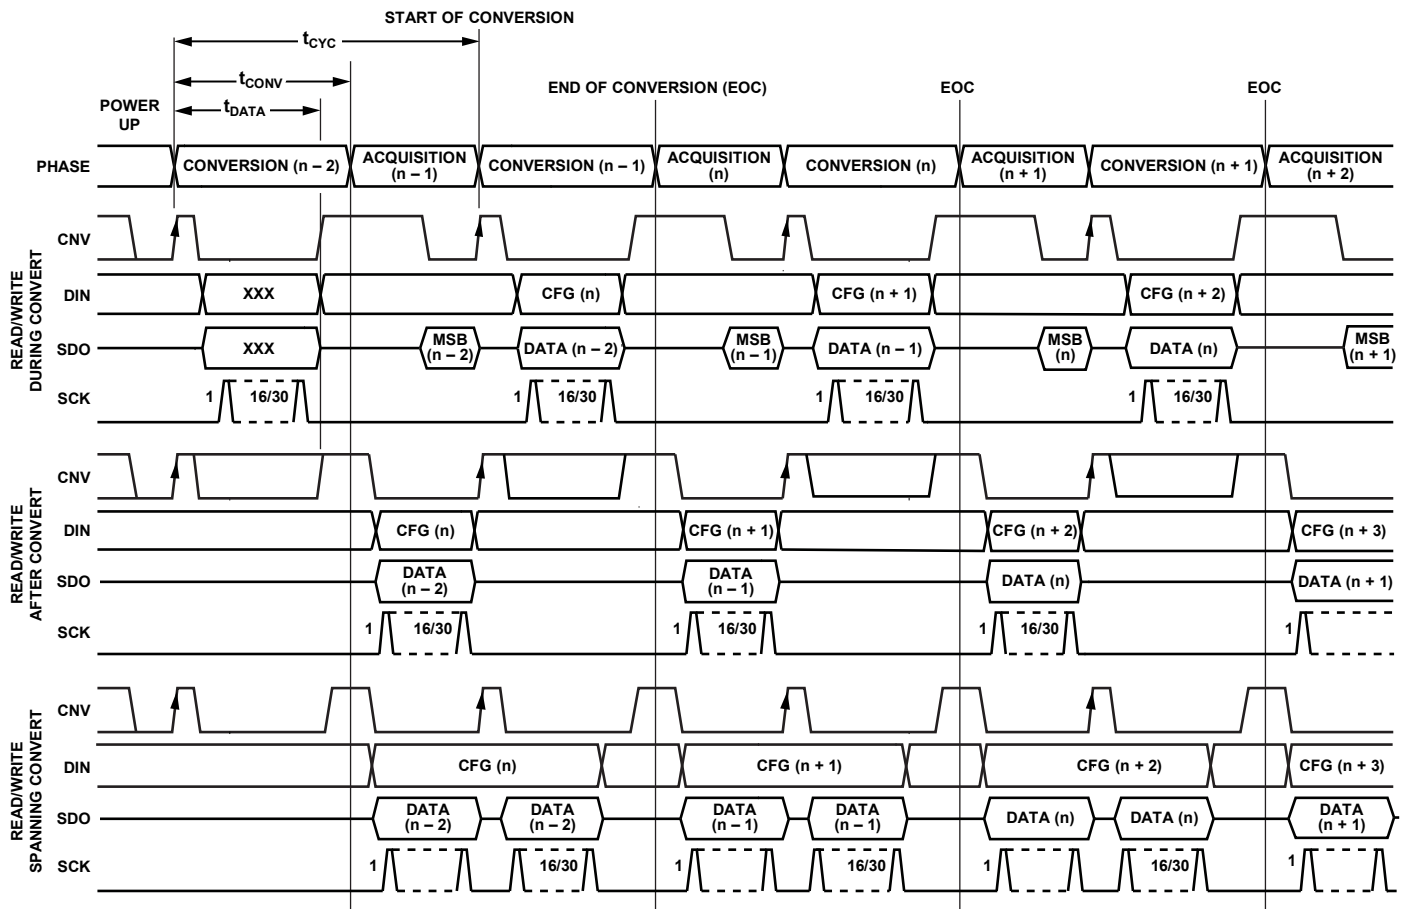 START OF CONVERSION
tCYC
tCONV
END OF CONVERSION (EOC)
EOC
EOC
POWER
UP
tDATA
PHASE
CONVERSION (n – 2)
ACQUISITION
(n – 1)
CONVERSION (n – 1)
ACQUISITION
(n)
CONVERSION (n)
ACQUISITION
(n + 1)
CONVERSION (n + 1)
ACQUISITION
(n + 2)
READ/WRITE
DURING CONVERT
CNV
DIN
XXX
CFG (n)
CFG (n + 1)
CFG (n + 2)
SDO
XXX
MSB
(n – 2)
DATA (n – 2)
MSB
(n – 1)
DATA (n – 1)
MSB
(n)
DATA (n)
MSB
(n + 1)
SCK
1
16/30
1
16/30
1
16/30
1
16/30
READ/WRITE
AFTER CONVERT
CNV
DIN
CFG (n)
CFG (n + 1)
CFG (n + 2)
CFG (n + 3)
SDO
DATA
(n – 2)
DATA
(n – 1)
DATA (n)
DATA (n + 1)
SCK
1
16/30
1
16/30
1
16/30
1
READ/WRITE
SPANNING CONVERT
CNV
DIN
CFG (n)
CFG (n + 1)
CFG (n + 2)
CFG (n + 3)
SDO
DATA
(n – 2)
DATA
(n – 2)
DATA
(n – 1)
DATA
(n – 1)
DATA (n)
DATA (n)
DATA
(n + 1)
SCK
1
16/30
1
16/30
1
16/30
1